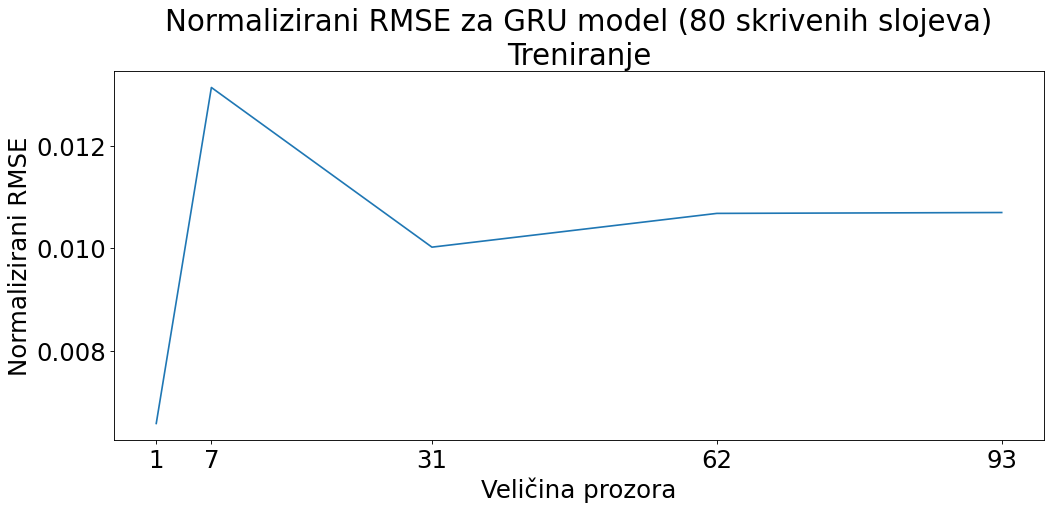 Normalizirani RMSE za GRU model (80 skrivenih slojeva)
Treniranje
Normalizirani RMSE
0.012
0.010
0.008
1 7 31 62 93
Veličina prozora